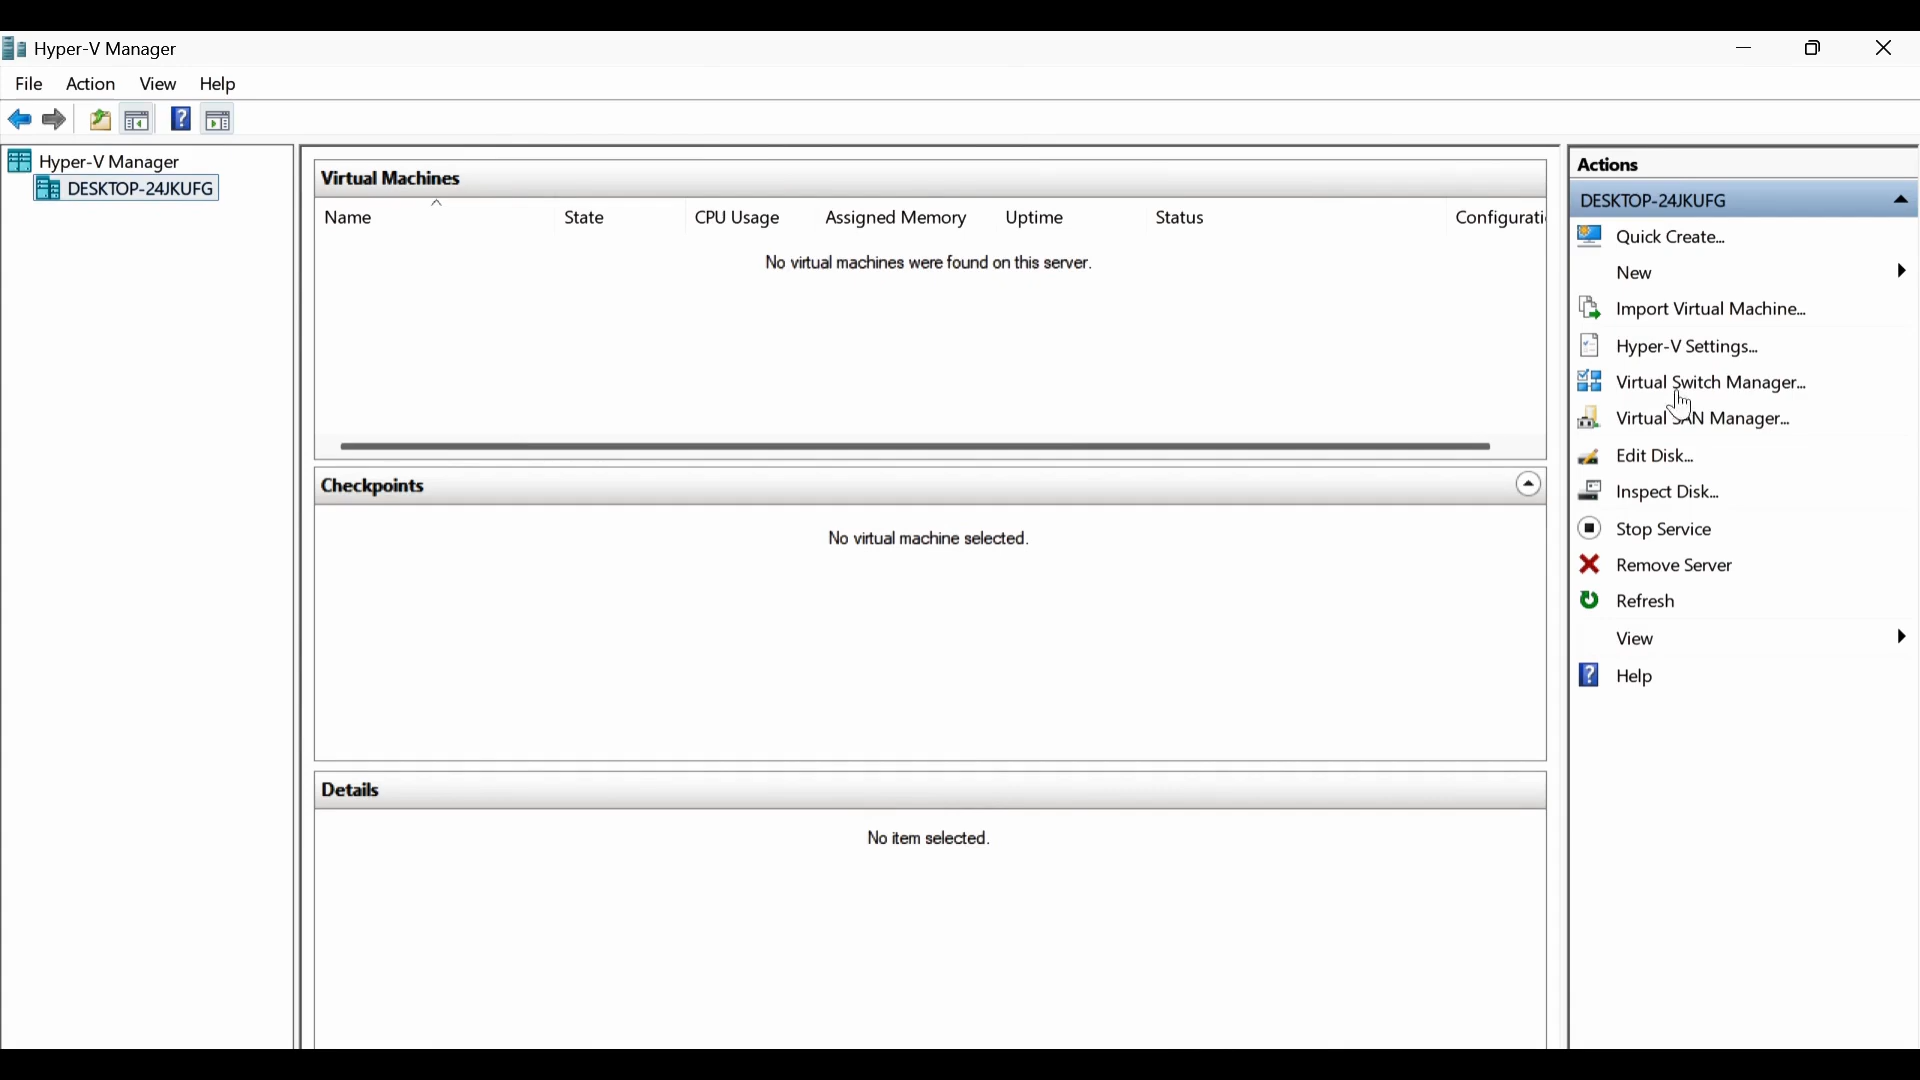 Hyper-V Manager
File Action View Help
Hyper-V Manager
DESKTOP-24JKUFG
Virtual Machines
Name State CPU Usage Assigned Memory Uptime Status Configurati
No virtual machines were found on this server.
Checkpoints
No virtual machine selected.
Details
No item selected.
Actions
DESKTOP-24JKUFG
Quick Create...
New
Import Virtual Machine...
Hyper-V Settings...
Virtual Switch Manager...
Virtual SAN Manager...
Edit Disk...
Inspect Disk...
Stop Service
Remove Server
Refresh
View
Help